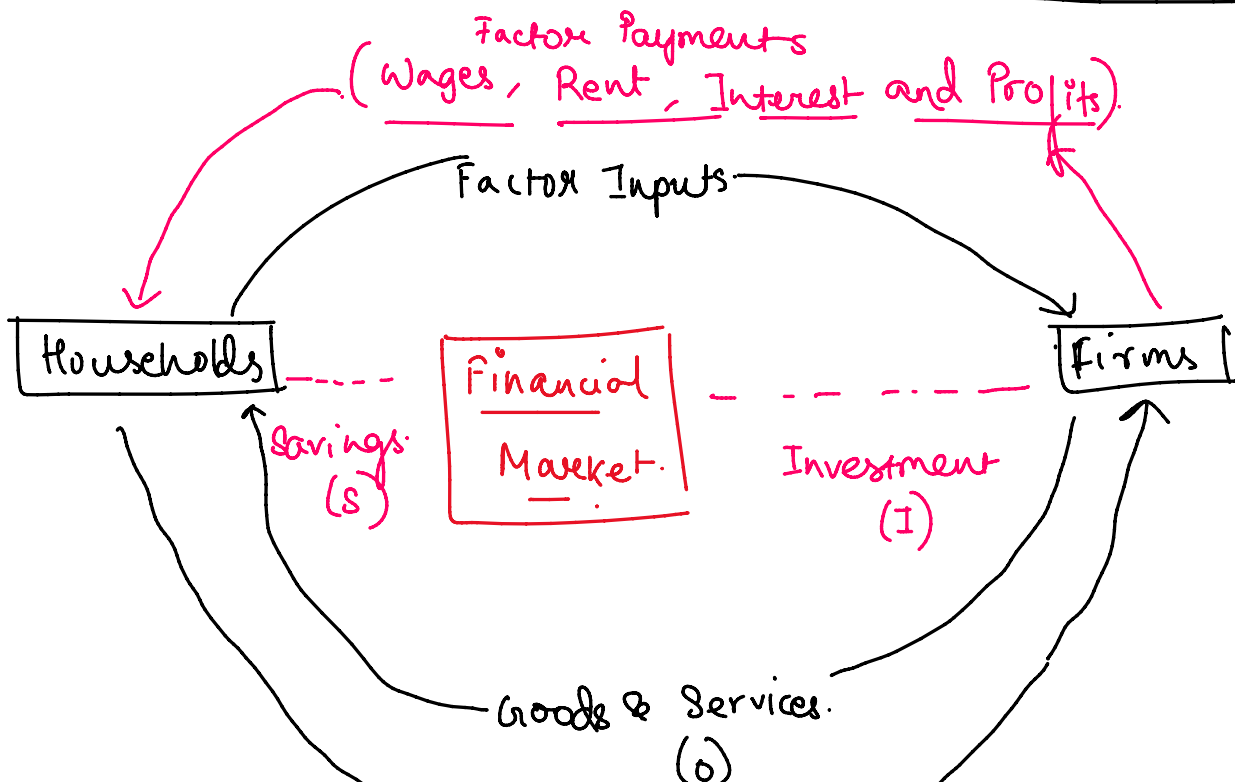 Factor Payments
(Wages, Rent, Interest and Profits).
Factor Inputs
Households
Firms
Financial
Market.
Savings.
(S)
Investment
(I)
Goods & Services.
(O)